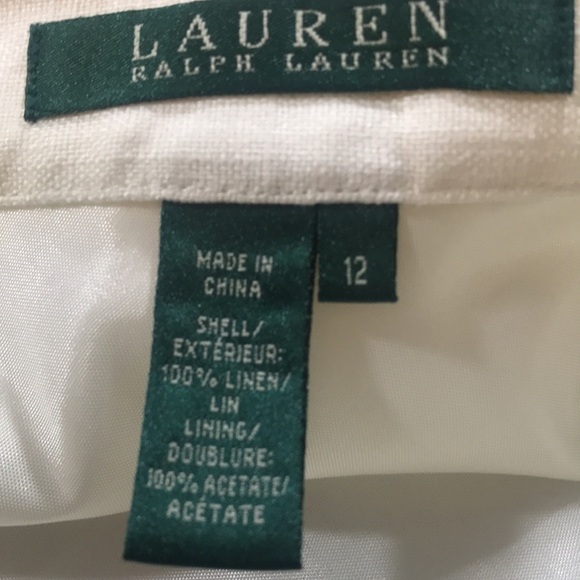 LAUREN
RALPH LAUREN
MADE IN
CHINA
12
SHELL/
EXTÉRIEUR:
100% LINEN/
LIN
LINING/
DOUBLURE:
100% ACETATE/
ACÉTATE